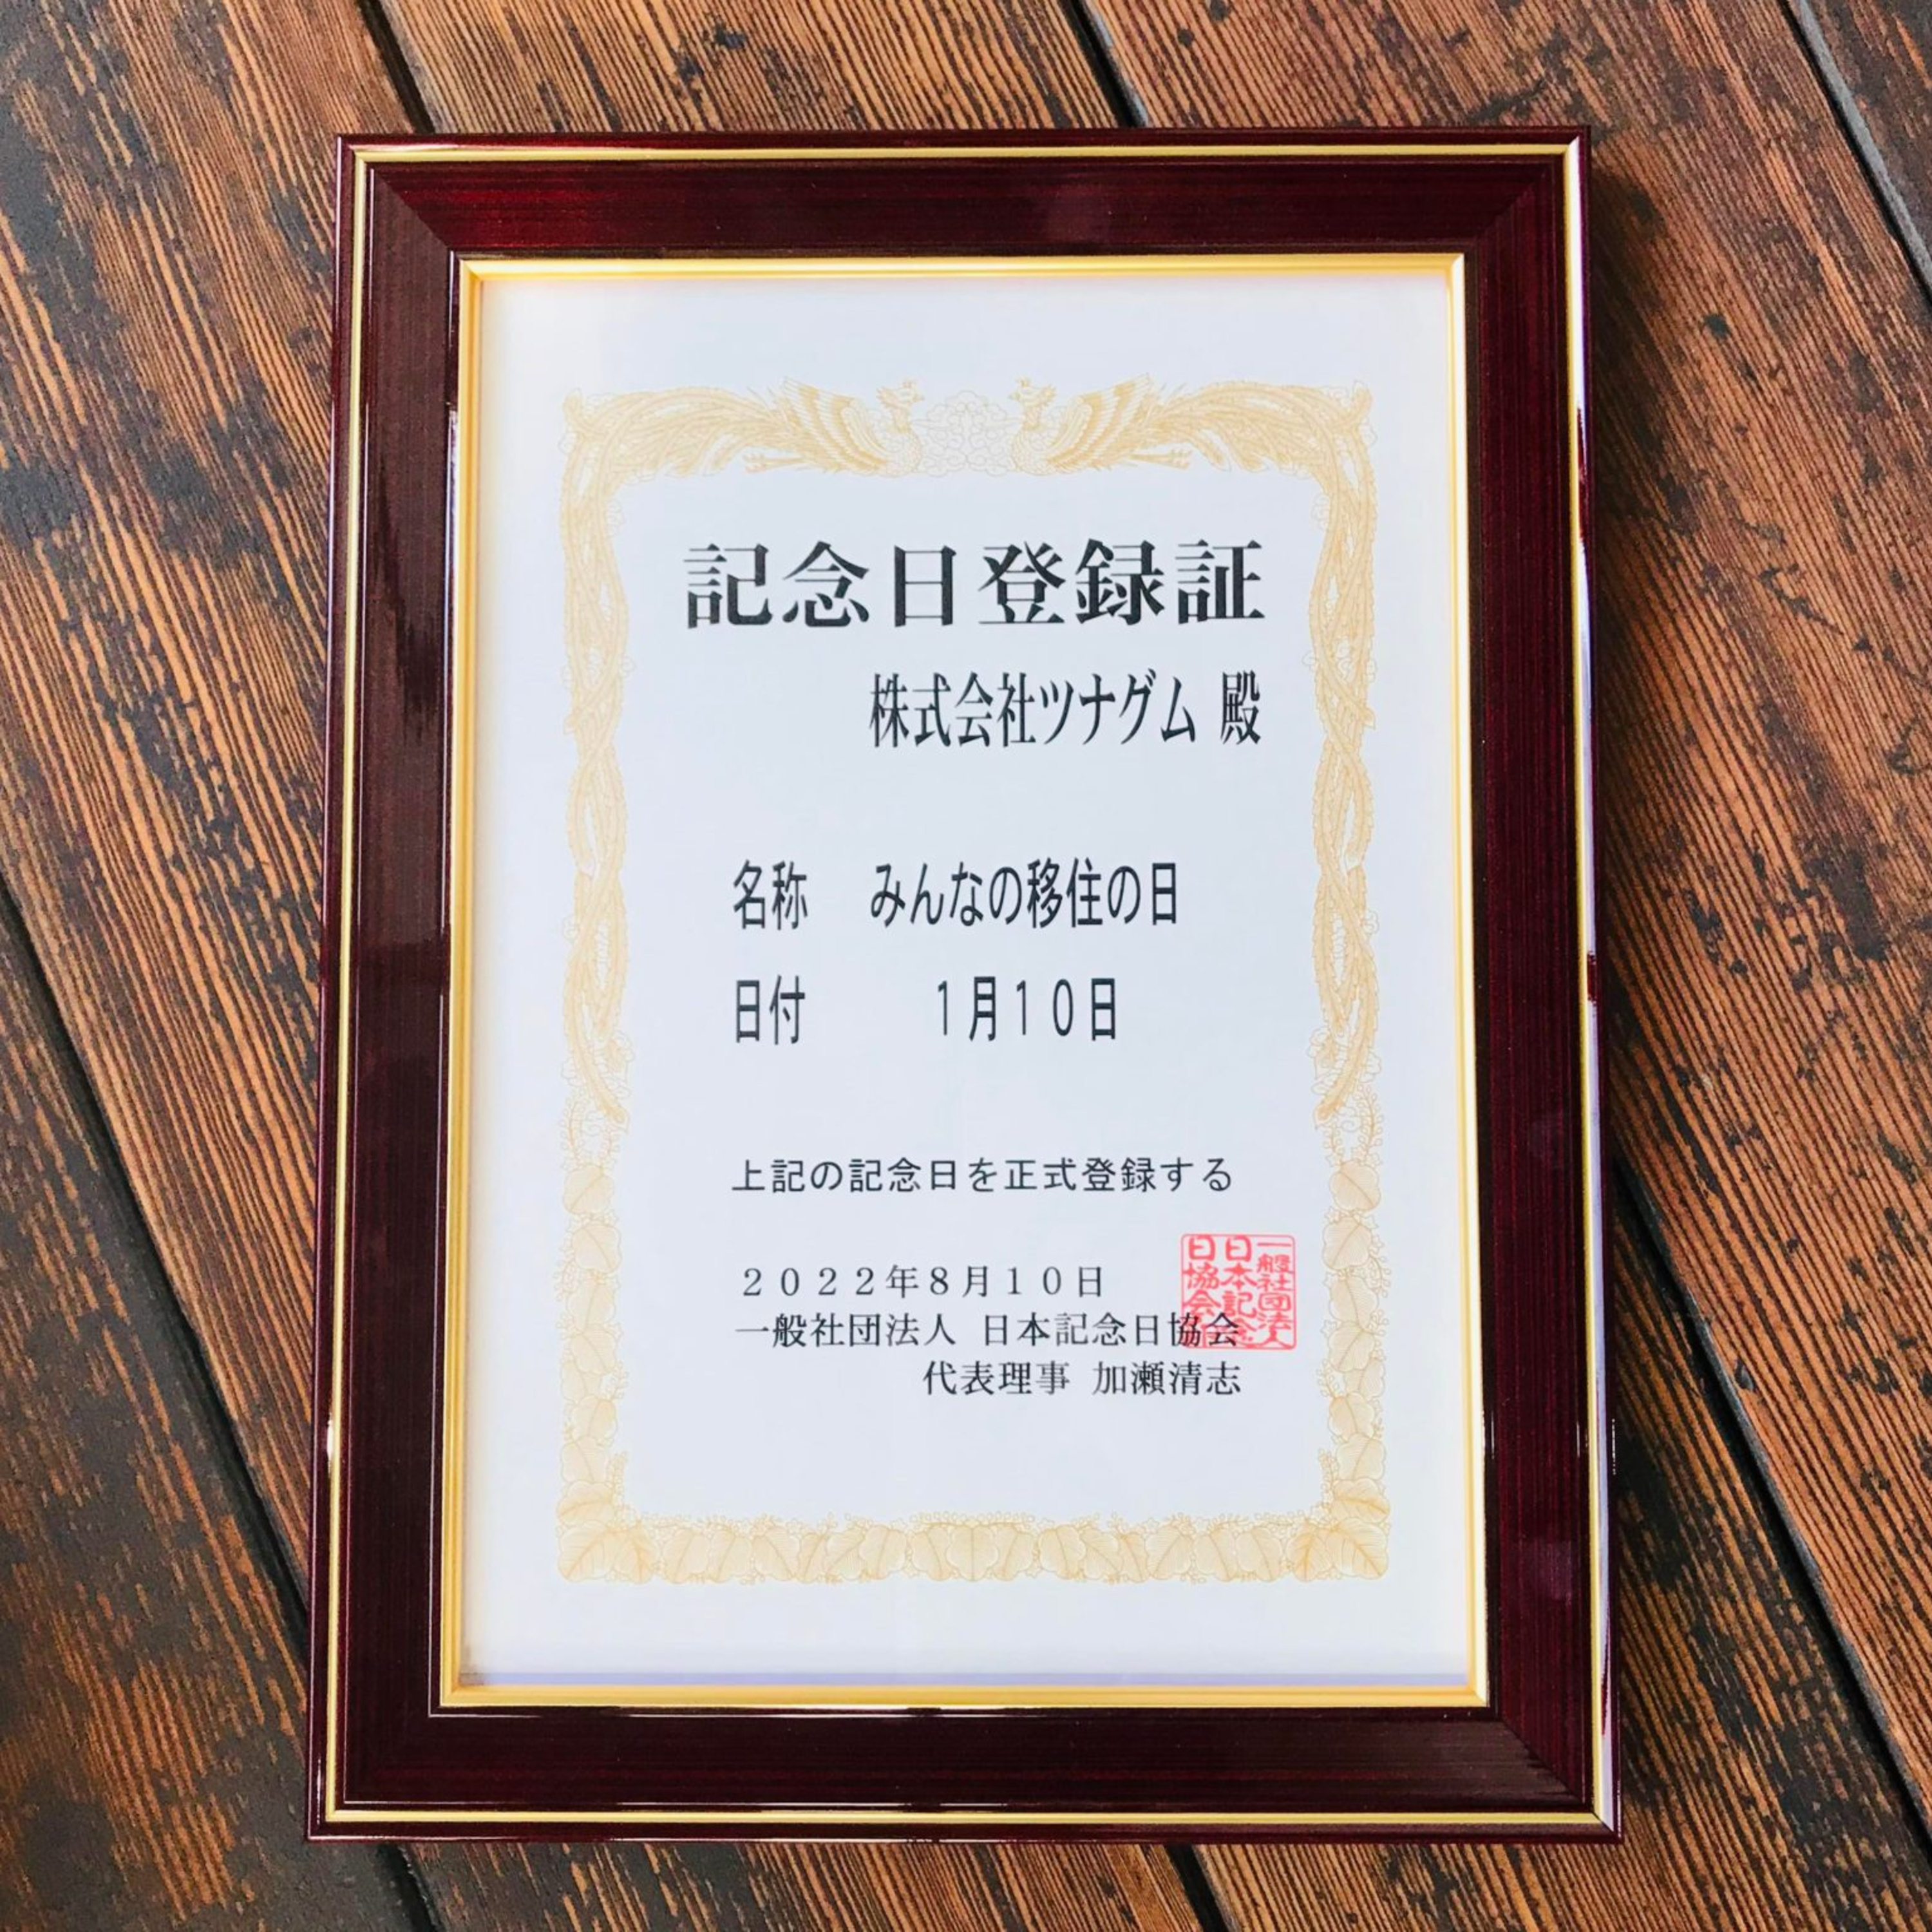 記念日登録証
株式会社ツナグム 殿
名称 みんなの移住の日
日付 1月10日
上記の記念日を正式登録する
2022年8月10日
一般社団法人 日本記念日協会
代表理事 加瀬清志
一般社団法人
日本記念
日協会